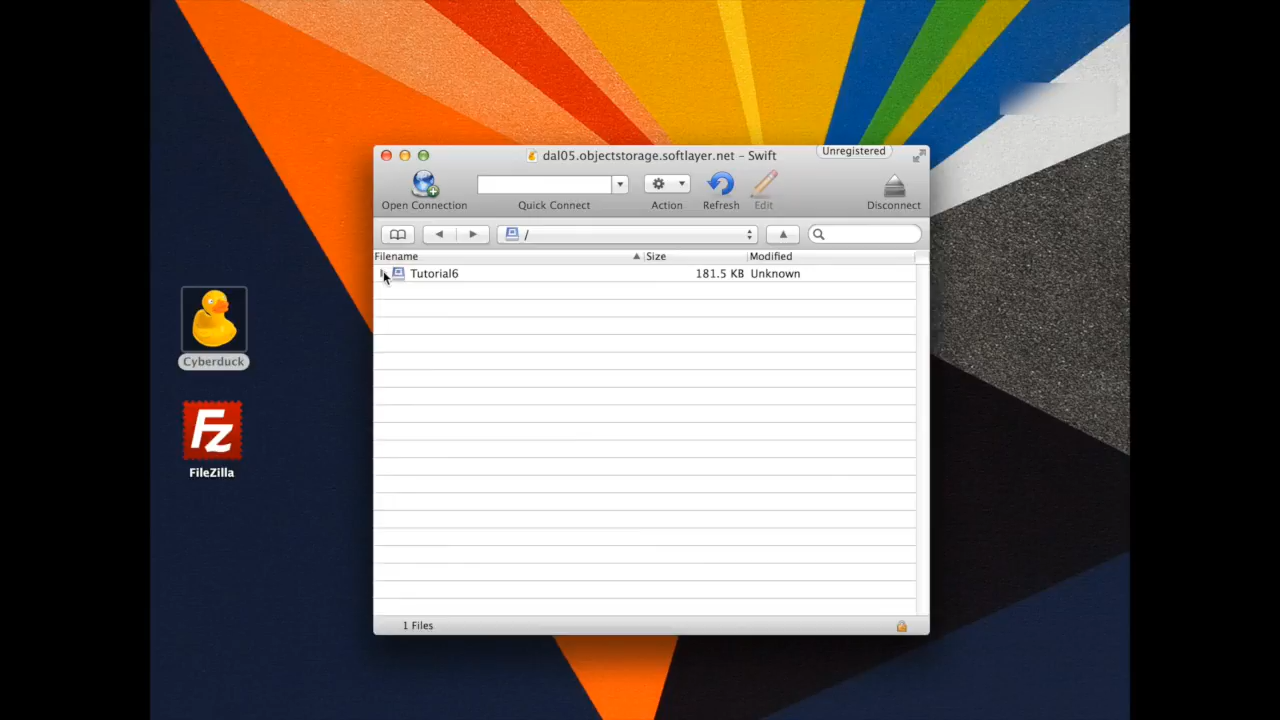 dal05.objectstorage.softlayer.net – Swift
Unregistered
Open Connection
Quick Connect
Action
Refresh
Edit
Disconnect
/
Filename
Size
Modified
Tutorial6
181.5 KB
Unknown
Cyberduck
Fz
FileZilla
1 Files